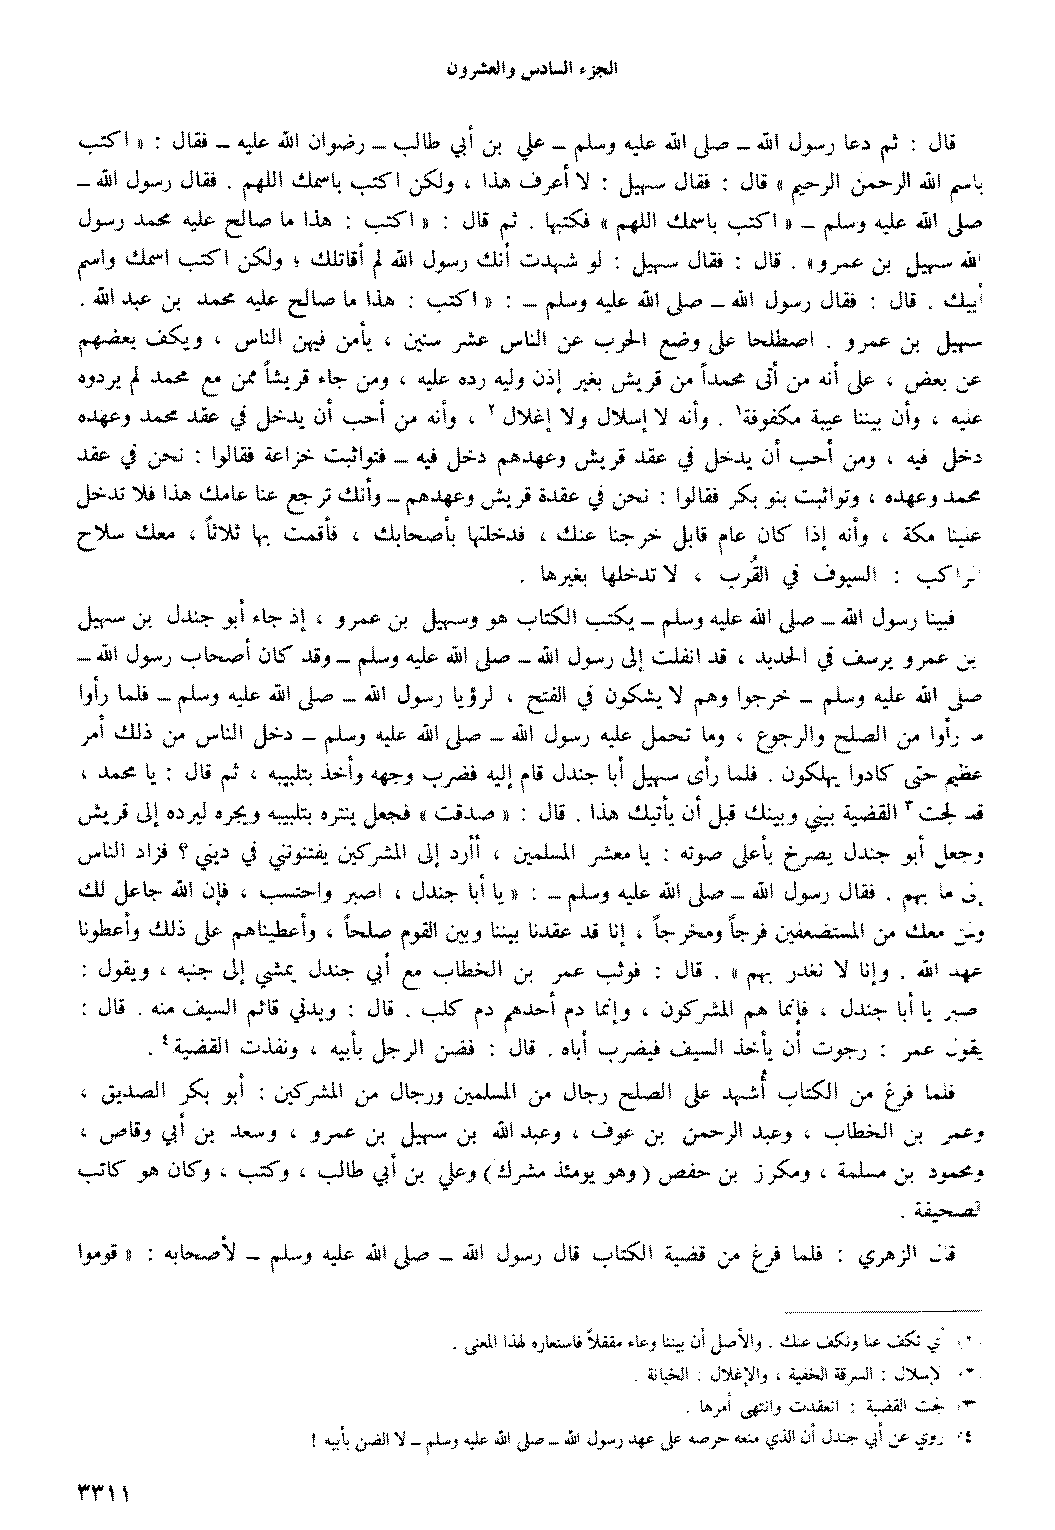 الجزء السادس والعشرون
قال : ثم دعا رسول الله – صلى الله عليه وسلم – علي بن أبي طالب – رضوان الله عليه – فقال : « اكتب
باسم الله الرحمن الرحيم » قال : فقال سهيل : لا أعرف هذا ، ولكن اكتب باسمك اللهم . فقال رسول الله –
صلى الله عليه وسلم – « اكتب باسمك اللهم » فكتبها . ثم قال : « اكتب : هذا ما صالح عليه محمد رسول
الله سهيل بن عمرو» . قال : فقال سهيل : لو شهدت أنك رسول الله لم أقاتلك ؛ ولكن اكتب اسمك واسم
أبيك . قال : فقال رسول الله – صلى الله عليه وسلم – : « اكتب : هذا ما صالح عليه محمد بن عبد الله .
سهيل بن عمرو . اصطلحا على وضع الحرب عن الناس عشر سنين ، يأمن فيهن الناس ، ويكف بعضهم
عن بعض ، على أنه من أتى محمداً من قريش بغير إذن وليه رده عليه ، ومن جاء قريشاً ممن مع محمد لم يردوه
عليه ، وأن بيننا عيبة مكفوفة١ . وأنه لا إسلال ولا إغلال٢ ، وأنه من أحب أن يدخل في عقد محمد وعهده
دخل فيه ، ومن أحب أن يدخل في عقد قريش وعهدهم دخل فيه – فتواثبت خزاعة فقالوا : نحن في عقد
محمد وعهده ، وتواثبت بنو بكر فقالوا : نحن في عقدة قريش وعهدهم – وأنك ترجع عنا عامك هذا فلا تدخل
علينا مكة ، وأنه إذا كان عام قابل خرجنا عنك ، فدخلتها بأصحابك ، فأقمت بها ثلاثاً ، معك سلاح
الراكب : السيوف في القُرب ، لا تدخلها بغيرها .
فبينا رسول الله – صلى الله عليه وسلم – يكتب الكتاب هو وسهيل بن عمرو ، إذ جاء أبو جندل بن سهيل
بن عمرو يرسف في الحديد ، قد انفلت إلى رسول الله – صلى الله عليه وسلم – وقد كان أصحاب رسول الله –
صلى الله عليه وسلم – خرجوا وهم لا يشكون في الفتح ، لرؤيا رسول الله – صلى الله عليه وسلم – فلما رأوا
ما رأوا من الصلح والرجوع ، وما تحمل عليه رسول الله – صلى الله عليه وسلم – دخل الناس من ذلك أمر
عظيم حتى كادوا يهلكون . فلما رأى سهيل أبا جندل قام إليه فضرب وجهه وأخذ بتلبيبه ، ثم قال : يا محمد ،
قد لجت٣ القضية بيني وبينك قبل أن يأتيك هذا . قال : « صدقت » فجعل ينتره بتلبيبه ويجره ليرده إلى قريش
وجعل أبو جندل يصرخ بأعلى صوته : يا معشر المسلمين ، أأرد إلى المشركين يفتنونني في ديني ؟ فزاد الناس
إلى ما بهم . فقال رسول الله – صلى الله عليه وسلم – : « يا أبا جندل ، اصبر واحتسب ، فإن الله جاعل لك
ولمن معك من المستضعفين فرجاً ومخرجاً ، إنا قد عقدنا بيننا وبين القوم صلحاً ، وأعطيناهم على ذلك وأعطونا
عهد الله . وإنا لا نغدر بهم » . قال : فوثب عمر بن الخطاب مع أبي جندل يمشي إلى جنبه ، ويقول :
صبر يا أبا جندل ، فإنما هم المشركون ، وإنما دم أحدهم دم كلب . قال : ويدني قائم السيف منه . قال :
يقول عمر : رجوت أن يأخذ السيف فيضرب أباه . قال : فضن الرجل بأبيه ، ونفذت القضية٤ .
فلما فرغ من الكتاب أُشهد على الصلح رجال من المسلمين ورجال من المشركين : أبو بكر الصديق ،
وعمر بن الخطاب ، وعبد الرحمن بن عوف ، وعبد الله بن سهيل بن عمرو ، وسعد بن أبي وقاص ،
ومحمود بن مسلمة ، ومكرز بن حفص ( وهو يومئذ مشرك ) وعلي بن أبي طالب ، وكتب ، وكان هو كاتب
الصحيفة .
قال الزهري : فلما فرغ من قضية الكتاب قال رسول الله – صلى الله عليه وسلم – لأصحابه : « قوموا
أي نكف عنا ونكف عنك . والأصل أن بيننا وعاء مقفلاً فاستعاره لهذا المعنى .
الإسلال : السرقة الخفية ، والإغلال : الخيانة .
(٣) لجت القضية : انعقدت وانتهى أمرها .
(٤) روي عن أبي جندل أن الذي منعه حرصه على عهد رسول الله – صلى الله عليه وسلم – لا الضن بأبيه !
٣٣١١